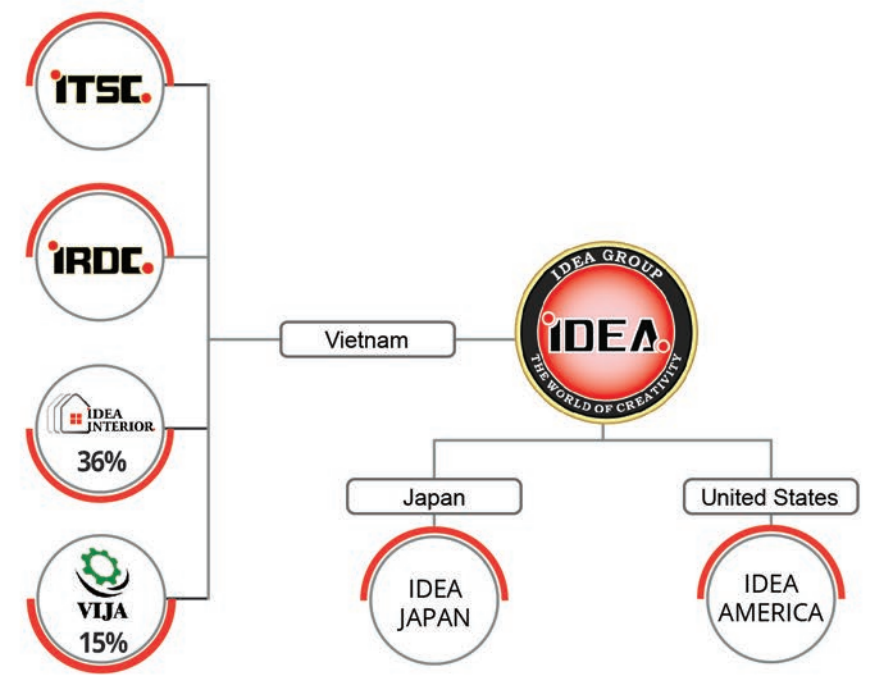 ITSC.
IRDC.
IDEA
INTERIOR
36%
VIJA
15%
Vietnam
IDEA GROUP
IDEA.
THE WORLD OF CREATIVITY
Japan
IDEA
JAPAN
United States
IDEA
AMERICA